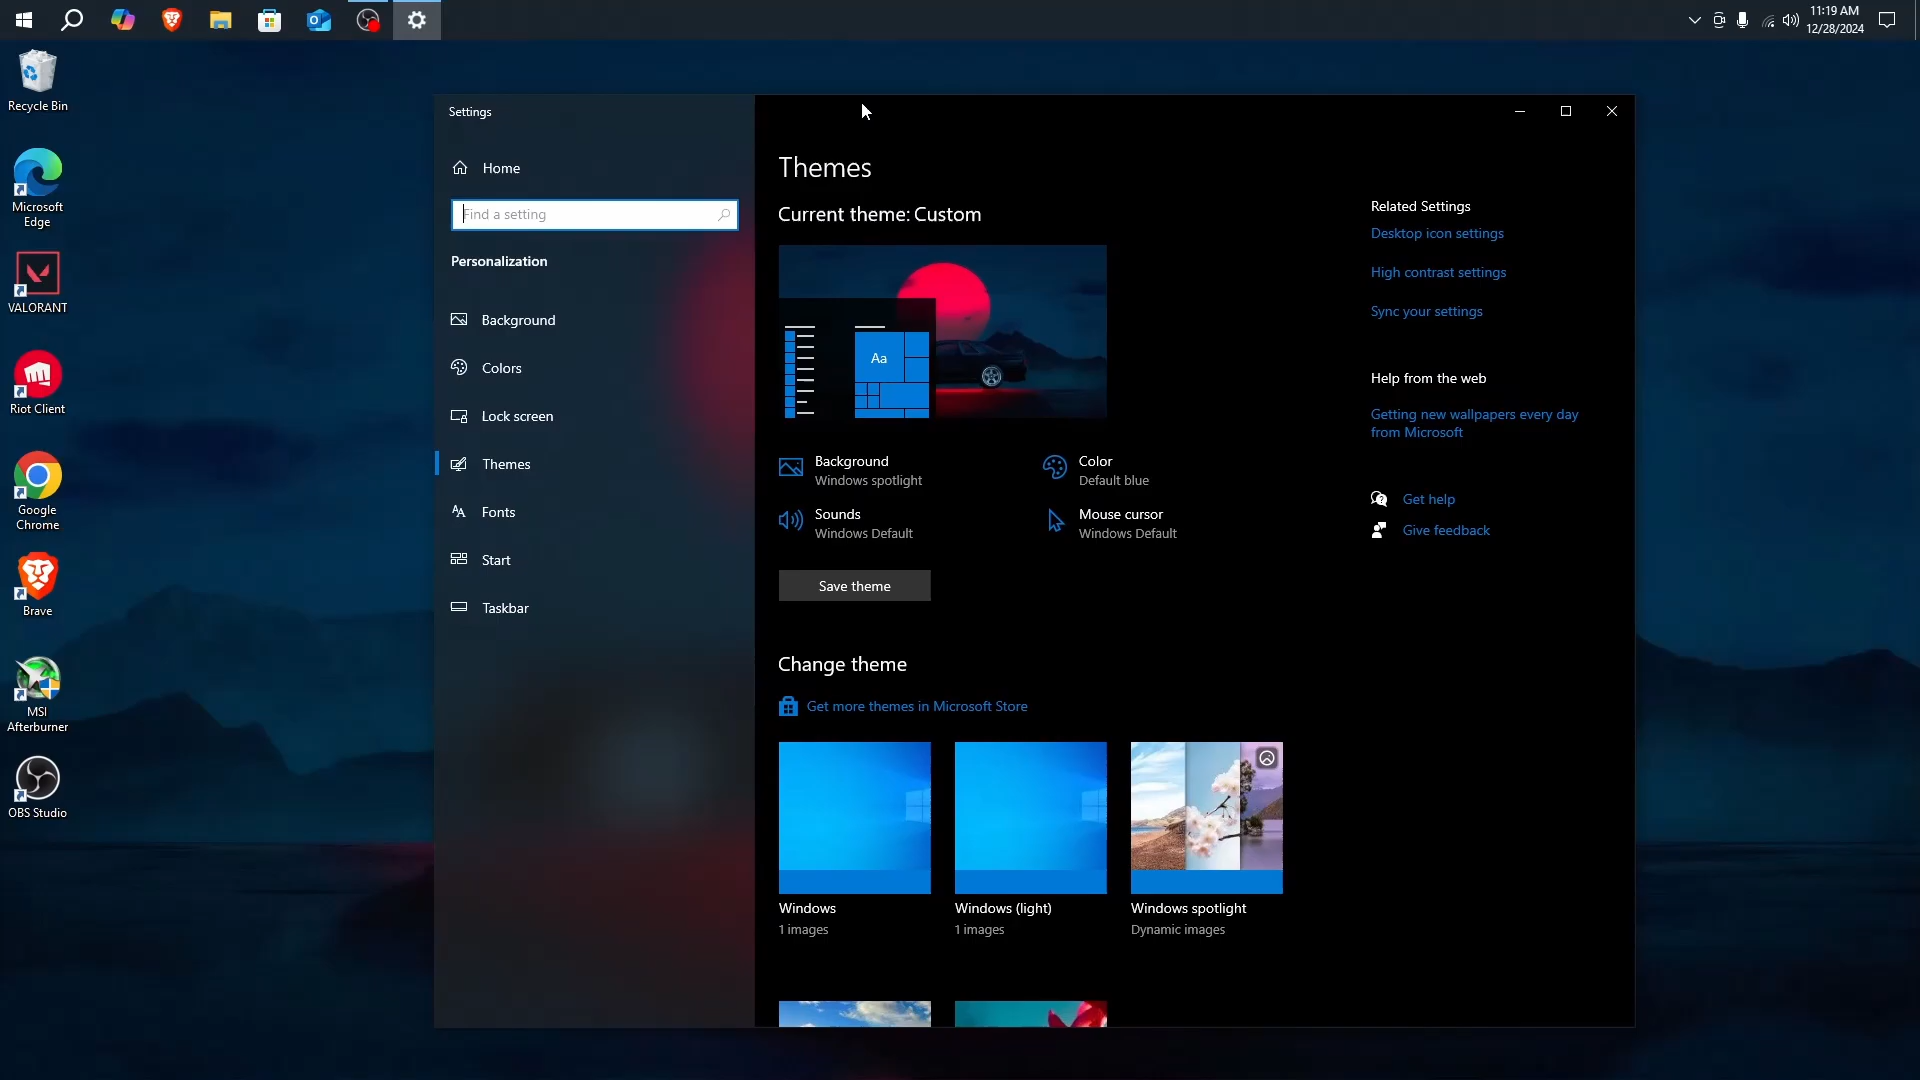 11:19 AM
12/28/2024
Recycle Bin
Microsoft
Edge
VALORANT
Riot Client
Google
Chrome
Brave
MSI
Afterburner
OBS Studio
Settings
Home
Find a setting
Personalization
Background
Colors
Lock screen
Themes
Fonts
Start
Taskbar
Themes
Current theme: Custom
Aa
Background
Windows spotlight
Color
Default blue
Sounds
Windows Default
Mouse cursor
Windows Default
Save theme
Change theme
Get more themes in Microsoft Store
Windows
1 images
Windows (light)
1 images
Windows spotlight
Dynamic images
Related Settings
Desktop icon settings
High contrast settings
Sync your settings
Help from the web
Getting new wallpapers every day
from Microsoft
Get help
Give feedback